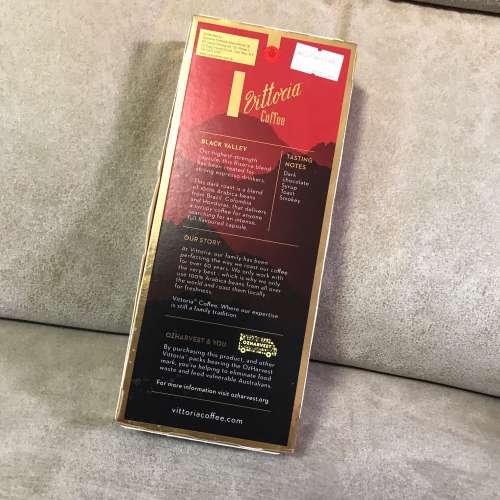 Vittoria
Coffee
BLACK VALLEY
Our highest-strength
capsule, this Riserva blend
has been created for
strong espresso drinkers.
This dark roast is a blend
of 100% Arabica beans
from Brazil, Colombia
and Honduras, that delivers
a syrupy coffee for anyone
searching for an intense,
full flavoured capsule.
TASTING
NOTES
Dark
chocolate
Syrup
Toast
Smokey
OUR STORY
At Vittoria, our family has been
perfecting the way we roast our coffee
for over 60 years. We only work with
the very best - which is why we only
use 100% Arabica beans from all over
the world and roast them locally
for freshness.
Vittoria™ Coffee. Where our expertise
is still a family tradition.
OZHARVEST & YOU
OZHARVEST
By purchasing this product, and other
Vittoria™ packs bearing the OzHarvest
mark, you're helping to eliminate food
waste and feed vulnerable Australians.
For more information visit ozharvest.org
vittoriacoffee.com